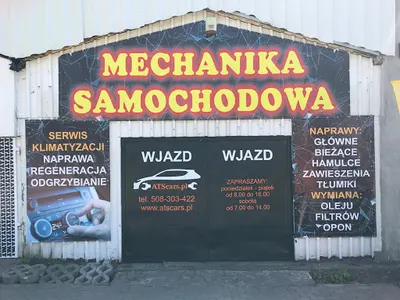 MECHANIKA
SAMOCHODOWA
SERWIS
KLIMATYZACJI
NAPRAWA
REGENERACJA
ODGRZYBIANIE
WJAZD
WJAZD
ATScars.pl
tel. 508-303-422
www.atscars.pl
ZAPRASZAMY:
poniedziałek - piątek
od 8.00 do 16.00
sobota
od 7.00 do 14.00
NAPRAWY:
GŁÓWNE
BIEŻĄCE
HAMULCE
ZAWIESZENIA
TŁUMIKI
WYMIANA:
OLEJU
FILTRÓW
OPON